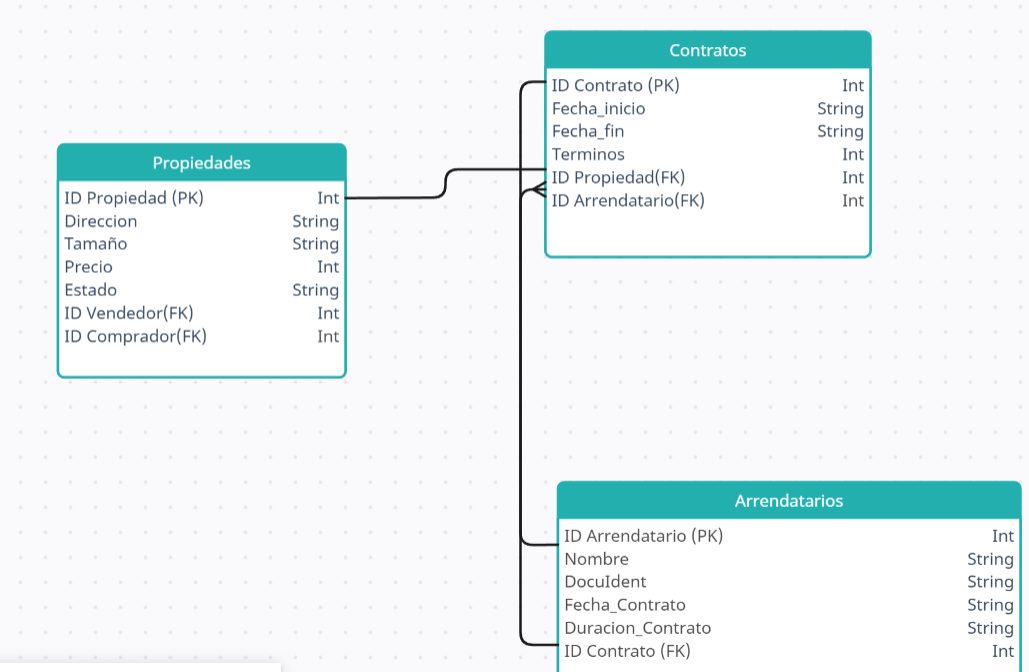 Contratos
ID Contrato (PK) Int
Fecha_inicio String
Fecha_fin String
Terminos Int
ID Propiedad(FK) Int
ID Arrendatario(FK) Int
Propiedades
ID Propiedad (PK) Int
Direccion String
Tamaño String
Precio Int
Estado String
ID Vendedor(FK) Int
ID Comprador(FK) Int
Arrendatarios
ID Arrendatario (PK) Int
Nombre String
DocuIdent String
Fecha_Contrato String
Duracion_Contrato String
ID Contrato (FK) Int